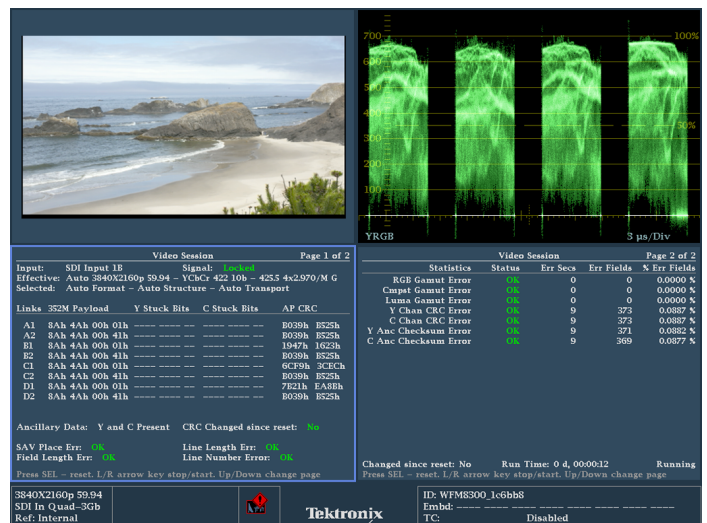 700
100%
600
500
400
50%
300
200
100
YRGB
3 µs/Div
Video Session Page 1 of 2
Input: SDI Input 1B Signal: Locked
Effective: Auto 3840X2160p 59.94 – YCbCr 422 10b – 425.5 4x2.970/M G
Selected: Auto Format – Auto Structure – Auto Transport
Links 352M Payload Y Stuck Bits C Stuck Bits AP CRC
A1 8Ah 4Ah 00h 01h ---- ---- -- ---- ---- -- B039h B525h
A2 8Ah 4Ah 00h 01h ---- ---- -- ---- ---- -- B039h B525h
B1 8Ah 4Ah 00h 01h ---- ---- -- ---- ---- -- 1947h 1623h
B2 8Ah 4Ah 00h 41h ---- ---- -- ---- ---- -- B039h B525h
C1 8Ah 4Ah 00h 01h ---- ---- -- ---- ---- -- 6CF9h 3CECh
C2 8Ah 4Ah 00h 01h ---- ---- -- ---- ---- -- B039h B525h
D1 8Ah 4Ah 00h 01h ---- ---- -- ---- ---- -- 7B21h EA8Bh
D2 8Ah 4Ah 00h 41h ---- ---- -- ---- ---- -- B039h B525h
Ancillary Data: Y and C Present CRC Changed since reset: No
SAV Place Err: OK Line Length Err: OK
Field Length Err: OK Line Number Error: OK
Press SEL – reset. L/R arrow key stop/start. Up/Down change page
Video Session Page 2 of 2
Statistics Status Err Secs Err Fields % Err Fields
RGB Gamut Error OK 0 0 0.0000 %
Cmpst Gamut Error OK 0 0 0.0000 %
Luma Gamut Error OK 0 0 0.0000 %
Y Chan CRC Error OK 9 373 0.0887 %
C Chan CRC Error OK 9 373 0.0887 %
Y Anc Checksum Error OK 9 371 0.0882 %
C Anc Checksum Error OK 9 369 0.0877 %
Changed since reset: No Run Time: 0 d, 00:00:12 Running
Press SEL – reset. L/R arrow key stop/start. Up/Down change page
3840X2160p 59.94
SDI In Quad–3Gb
Ref: Internal
Tektronix
ID: WFM8300_1c6bb8
Embd: ---- ---- ---- ---- ---- ---- ---- ----
TC: Disabled